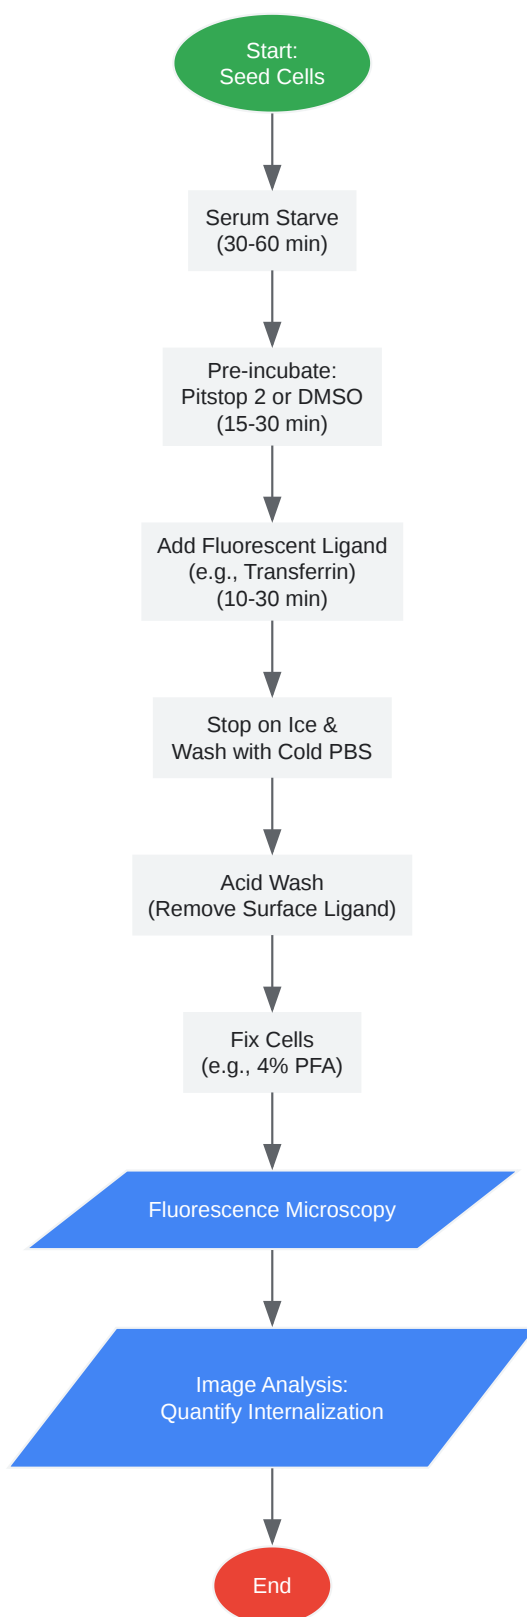 Start:
Seed Cells
Serum Starve
(30-60 min)
Pre-incubate:
Pitstop 2 or DMSO
(15-30 min)
Add Fluorescent Ligand
(e.g., Transferrin)
(10-30 min)
Stop on Ice &
Wash with Cold PBS
Acid Wash
(Remove Surface Ligand)
Fix Cells
(e.g., 4% PFA)
Fluorescence Microscopy
Image Analysis:
Quantify Internalization
End